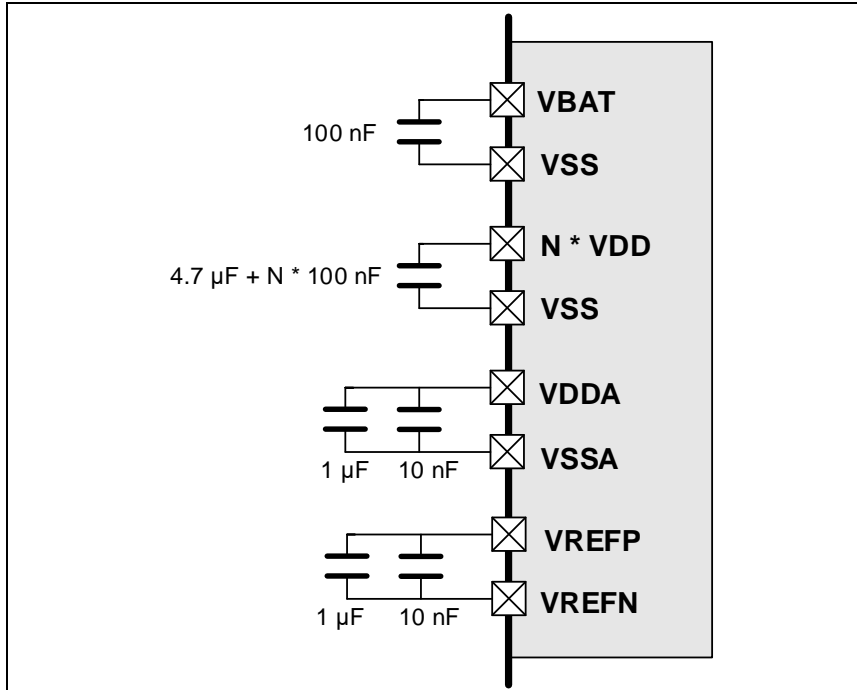 VBAT
100 nF
VSS
N * VDD
4.7 µF + N * 100 nF
VSS
VDDA
1 µF 10 nF
VSSA
VREFP
1 µF 10 nF
VREFN